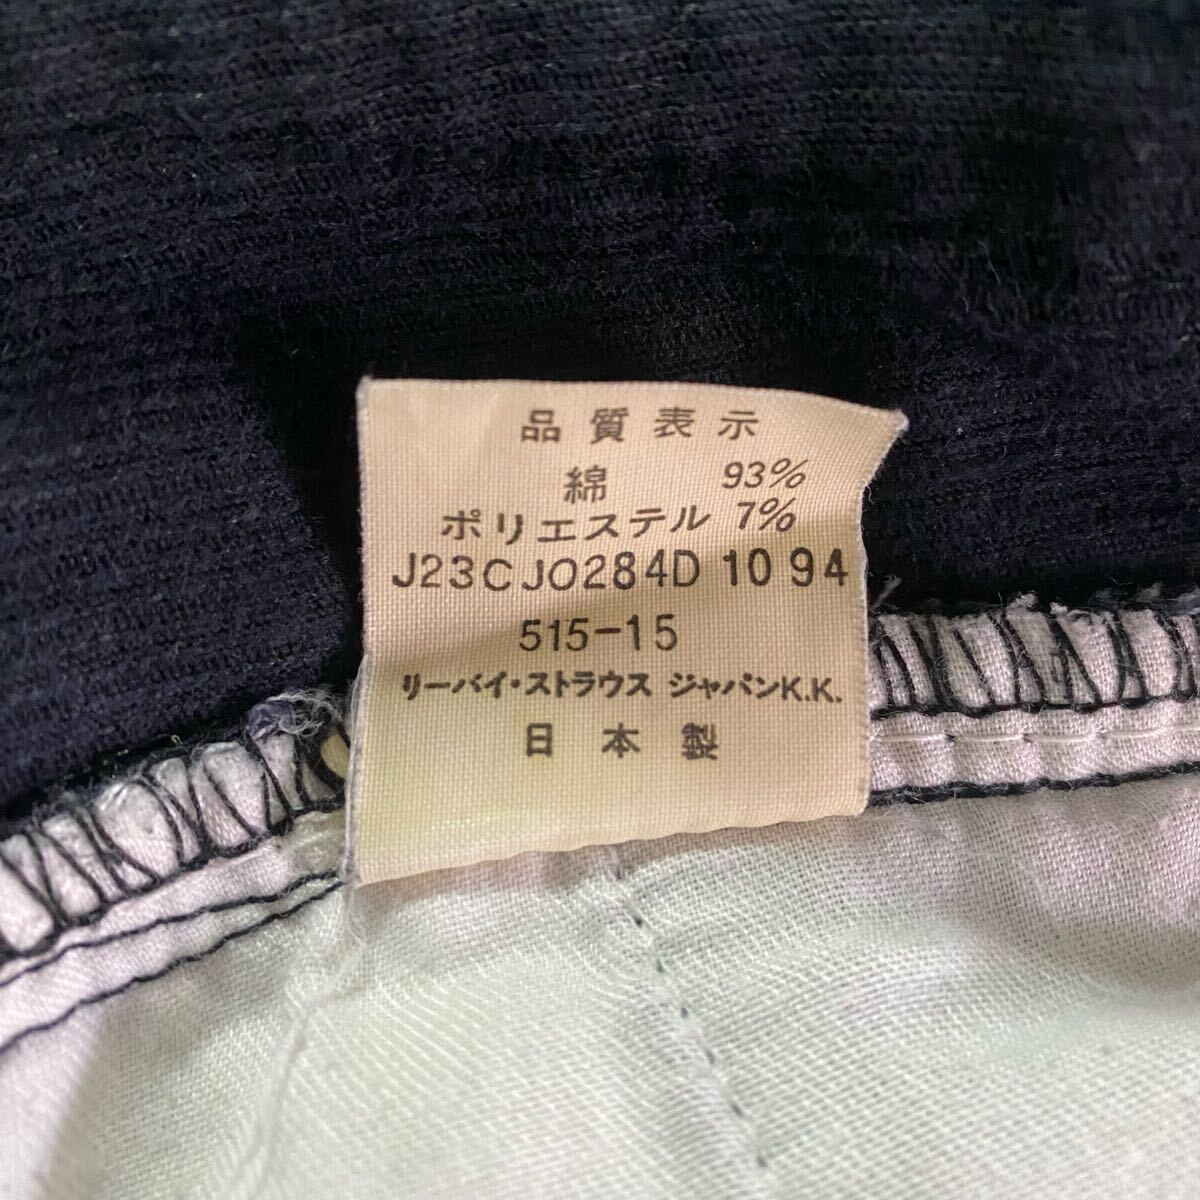 品質表示
綿 93%
ポリエステル 7%
J23CJ0284D 10 94
515-15
リーバイ・ストラウス ジャパンK.K.
日本製